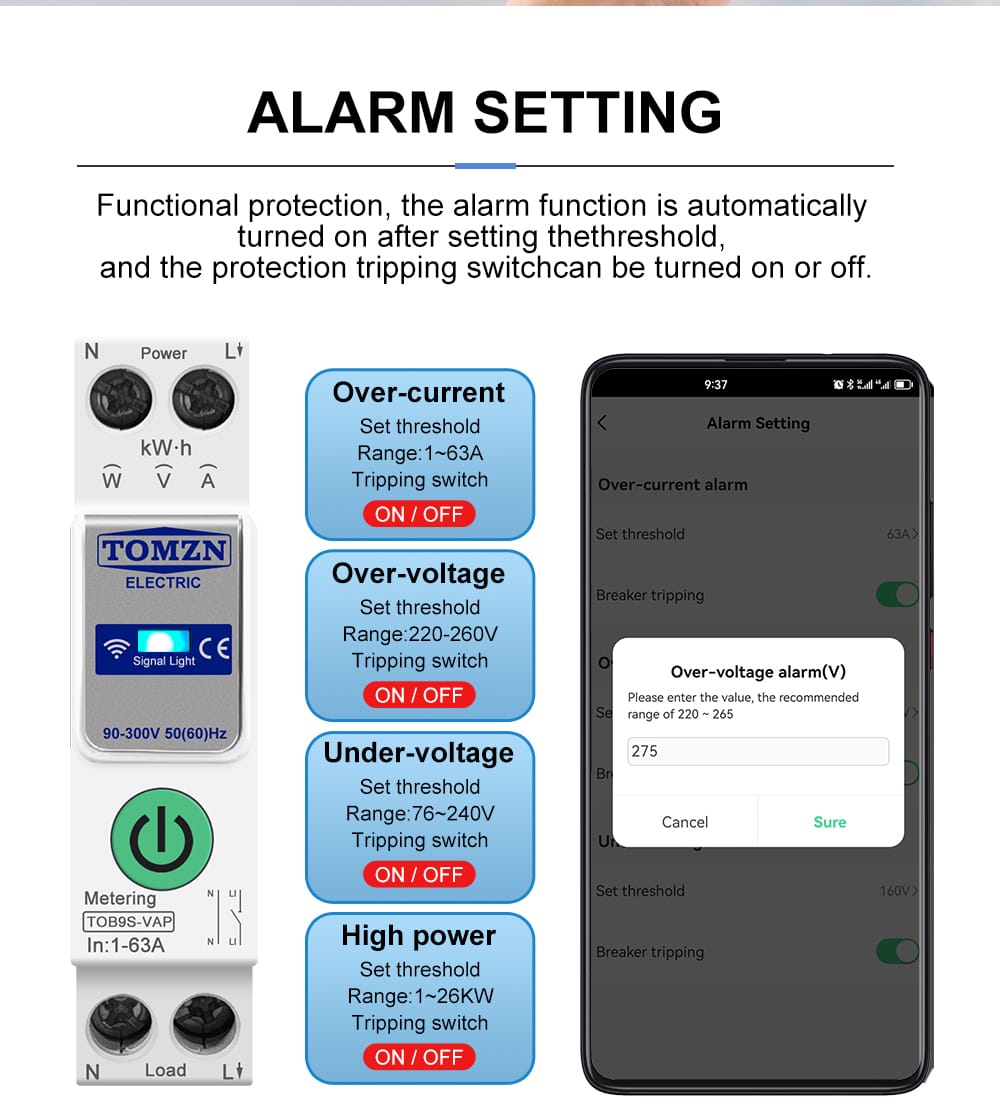 ALARM SETTING
Functional protection, the alarm function is automatically
turned on after setting thethreshold,
and the protection tripping switchcan be turned on or off.
N Power L
kW·h
W V A
TOMZN
ELECTRIC
Signal Light CE
90-300V 50(60)Hz
Metering
TOB9S-VAP
In:1-63A
N LI
N LI
N Load L
Over-current
Set threshold
Range:1~63A
Tripping switch
ON / OFF
Over-voltage
Set threshold
Range:220-260V
Tripping switch
ON / OFF
Under-voltage
Set threshold
Range:76~240V
Tripping switch
ON / OFF
High power
Set threshold
Range:1~26KW
Tripping switch
ON / OFF
9:37
Alarm Setting
Over-current alarm
Set threshold 63A
Breaker tripping
Over-voltage alarm(V)
Please enter the value, the recommended
range of 220 ~ 265
275
Cancel Sure
Set threshold 160V
Breaker tripping